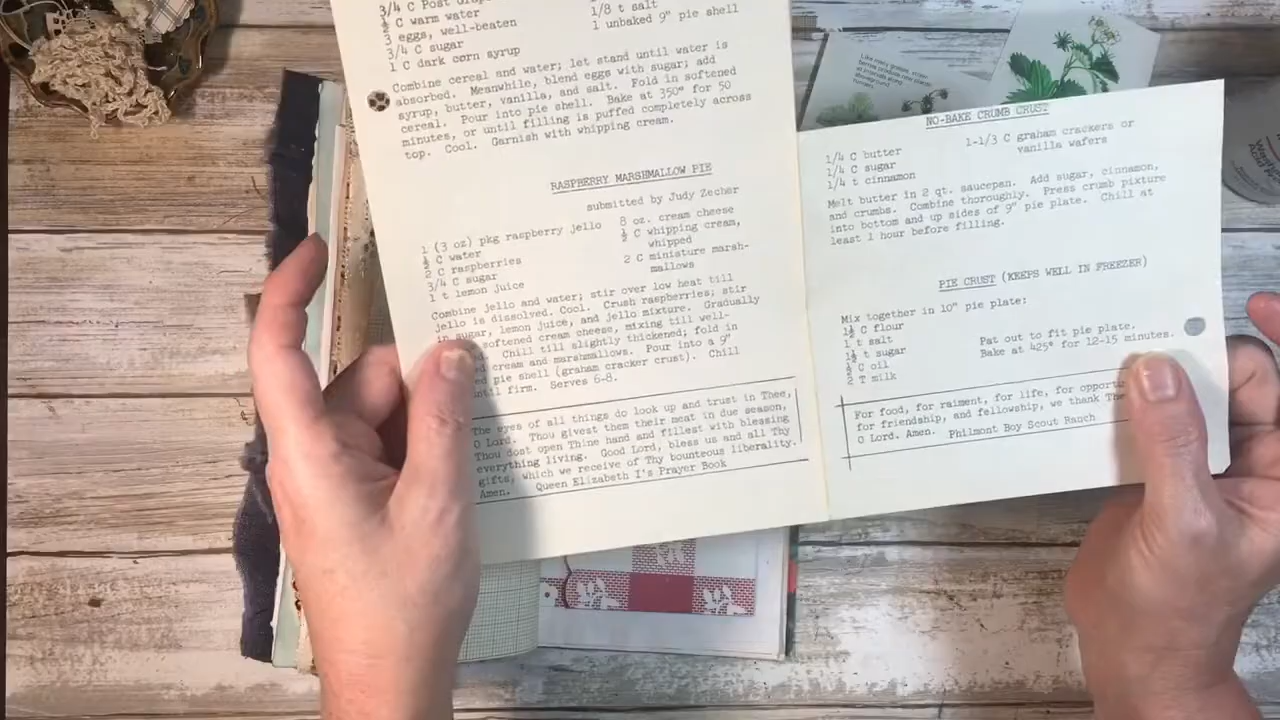 3/4 C Post
½ C warm water
3 eggs, well-beaten
3/4 C sugar
1 C dark corn syrup
1/8 t salt
1 unbaked 9" pie shell
Combine cereal and water; let stand until water is
absorbed. Meanwhile, blend eggs with sugar; add
syrup, butter, vanilla, and salt. Fold in softened
cereal. Pour into pie shell. Bake at 350° for 50
minutes, or until filling is puffed completely across
top. Cool. Garnish with whipping cream.
RASPBERRY MARSHMALLOW PIE
submitted by Judy Zecher
1 (3 oz) pkg raspberry jello
½ C water
2 C raspberries
3/4 C sugar
1 t lemon juice
8 oz. cream cheese
½ C whipping cream,
whipped
2 C miniature marsh-
mallows
Combine jello and water; stir over low heat till
jello is dissolved. Cool. Crush raspberries; stir
in sugar, lemon juice, and jello mixture. Gradually
softened cream cheese, mixing till well-
Chill till slightly thickened; fold in
cream and marshmallows. Pour into a 9"
pie shell (graham cracker crust). Chill
until firm. Serves 6-8.
The eyes of all things do look up and trust in Thee,
O Lord. Thou givest them their meat in due season,
Thou dost open Thine hand and fillest with blessing
everything living. Good Lord, bless us and all Thy
gifts, which we receive of Thy bounteous liberality.
Amen. Queen Elizabeth I's Prayer Book
NO-BAKE CRUMB CRUST
1/4 C butter
1/4 C sugar
1/4 t cinnamon
1-1/3 C graham crackers or
vanilla wafers
Melt butter in 2 qt. saucepan. Add sugar, cinnamon,
and crumbs. Combine thoroughly. Press crumb pixture
into bottom and up sides of 9" pie plate. Chill at
least 1 hour before filling.
PIE CRUST (KEEPS WELL IN FREEZER)
Mix together in 10" pie plate:
1½ C flour
1 t salt
1½ t sugar
½ C oil
2 T milk
Pat out to fit pie plate.
Bake at 425° for 12-15 minutes.
For food, for raiment, for life, for
for friendship, and fellowship, we thank
O Lord. Amen. Philmont Boy Scout Ranch